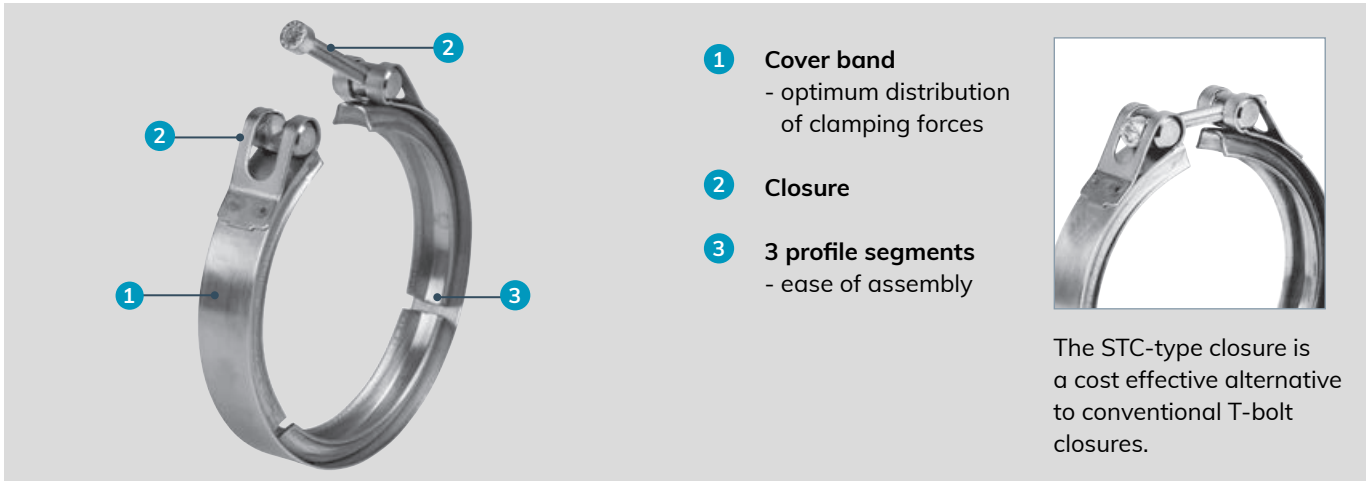 2
2
1
3
1 Cover band
- optimum distribution
of clamping forces
2 Closure
3 3 profile segments
- ease of assembly
The STC-type closure is
a cost effective alternative
to conventional T-bolt
closures.